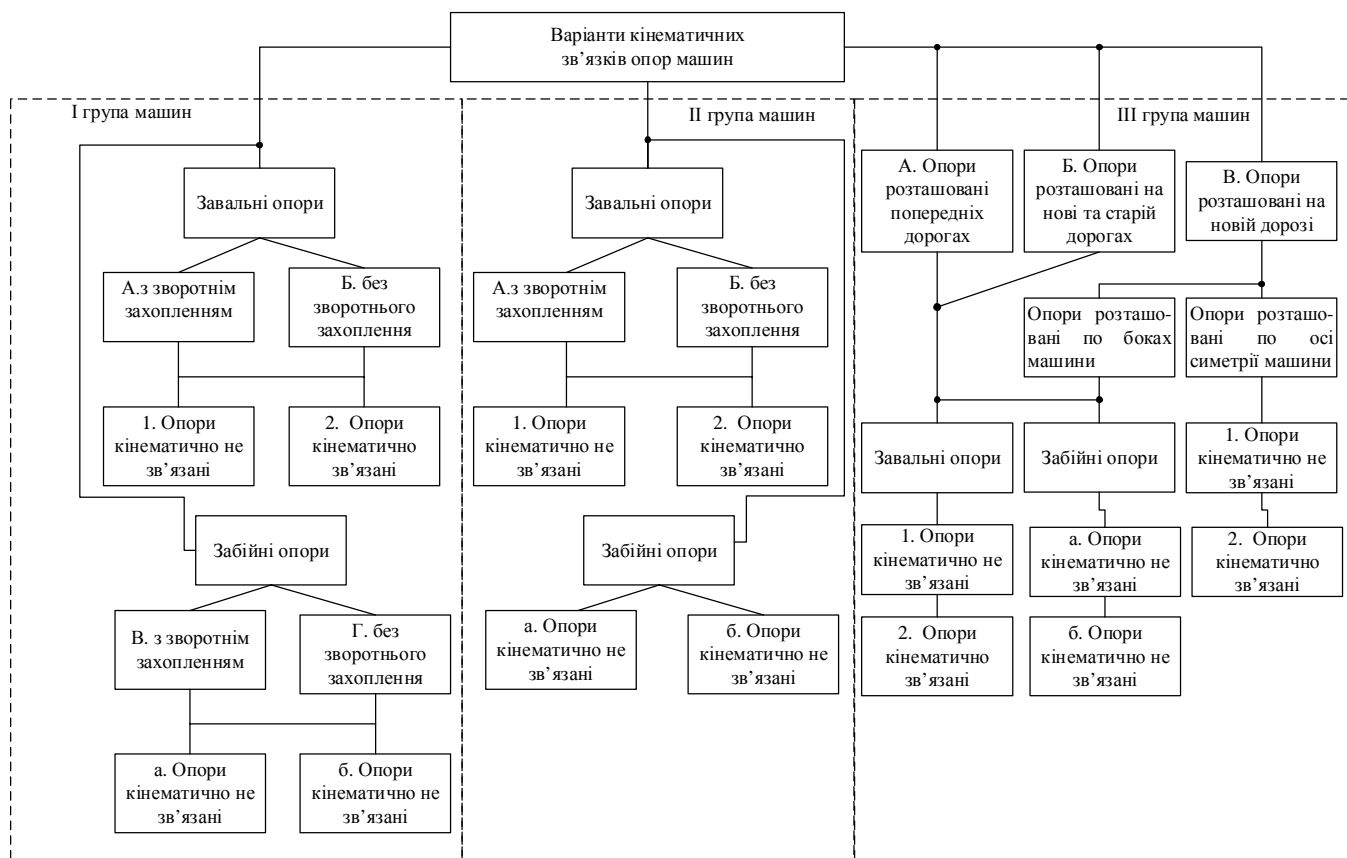 Варіанти кінематичних
зв’язків опор машин
І група машин
Завальні опори
А.з зворотнім
захопленням
Б. без
зворотнього
захоплення
1. Опори
кінематично не
зв’язані
2. Опори
кінематично
зв’язані
Забійні опори
В. з зворотнім
захопленням
Г. без
зворотнього
захоплення
а. Опори
кінематично не
зв’язані
б. Опори
кінематично не
зв’язані
ІІ група машин
Завальні опори
А.з зворотнім
захопленням
Б. без
зворотнього
захоплення
1. Опори
кінематично не
зв’язані
2. Опори
кінематично
зв’язані
Забійні опори
а. Опори
кінематично не
зв’язані
б. Опори
кінематично не
зв’язані
ІІІ група машин
А. Опори
розташовані
попередніх
дорогах
Б. Опори
розташовані на
нові та старій
дорогах
В. Опори
розташовані на
новій дорозі
Опори розташо-
вані по боках
машини
Опори розташо-
вані по осі
симетрії машини
Завальні опори
Забійні опори
1. Опори
кінематично не
зв’язані
1. Опори
кінематично не
зв’язані
а. Опори
кінематично не
зв’язані
2. Опори
кінематично
зв’язані
2. Опори
кінематично
зв’язані
б. Опори
кінематично не
зв’язані